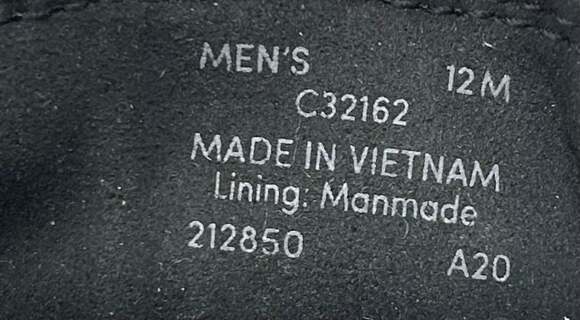 MEN'S 12 M
C32162
MADE IN VIETNAM
Lining: Manmade
212850 A20